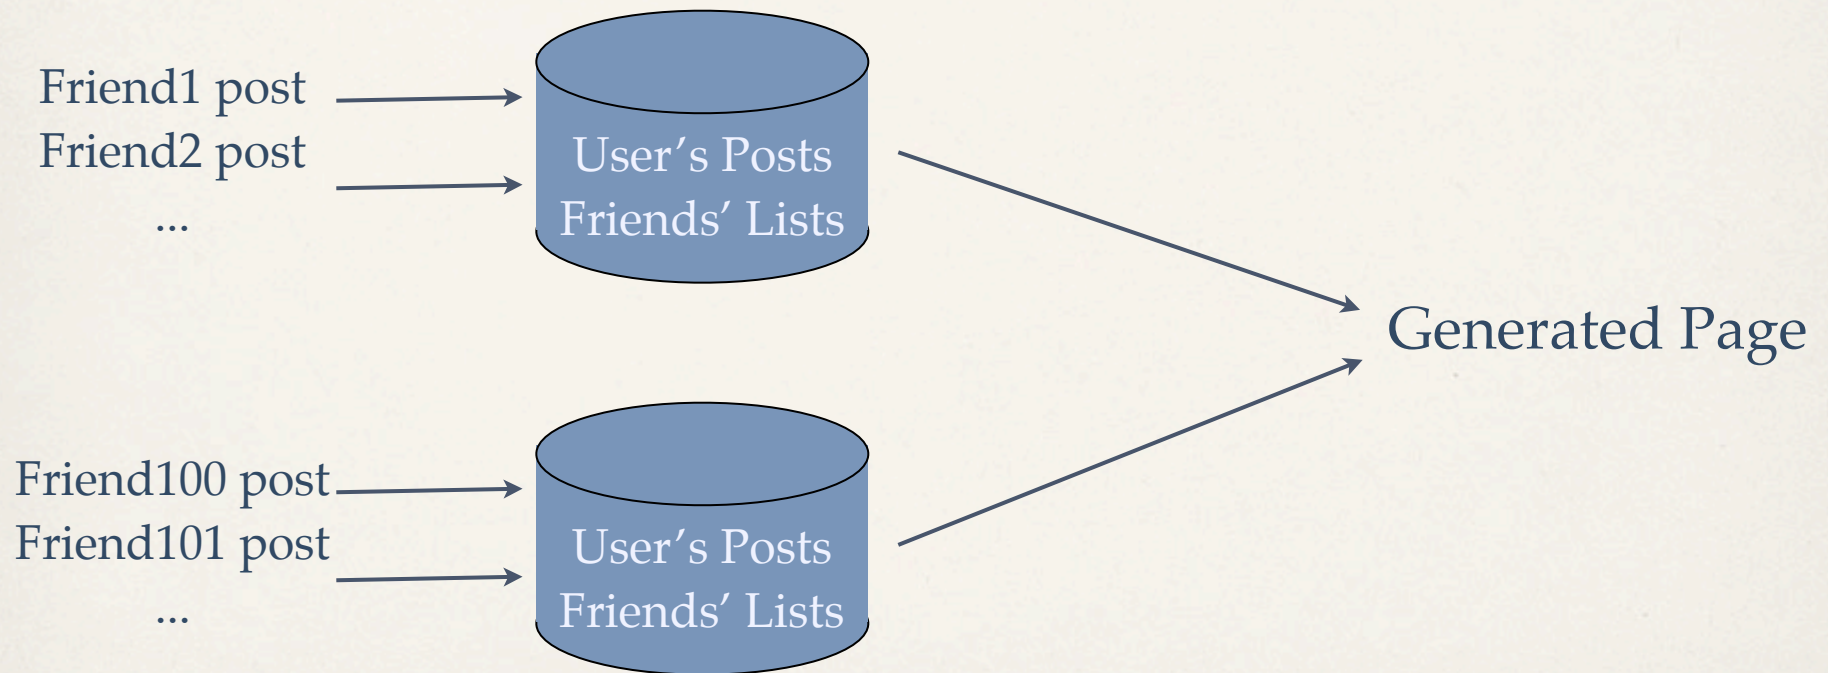 Friend1 post
Friend2 post
...
User’s Posts
Friends’ Lists
Generated Page
Friend100 post
Friend101 post
...
User’s Posts
Friends’ Lists